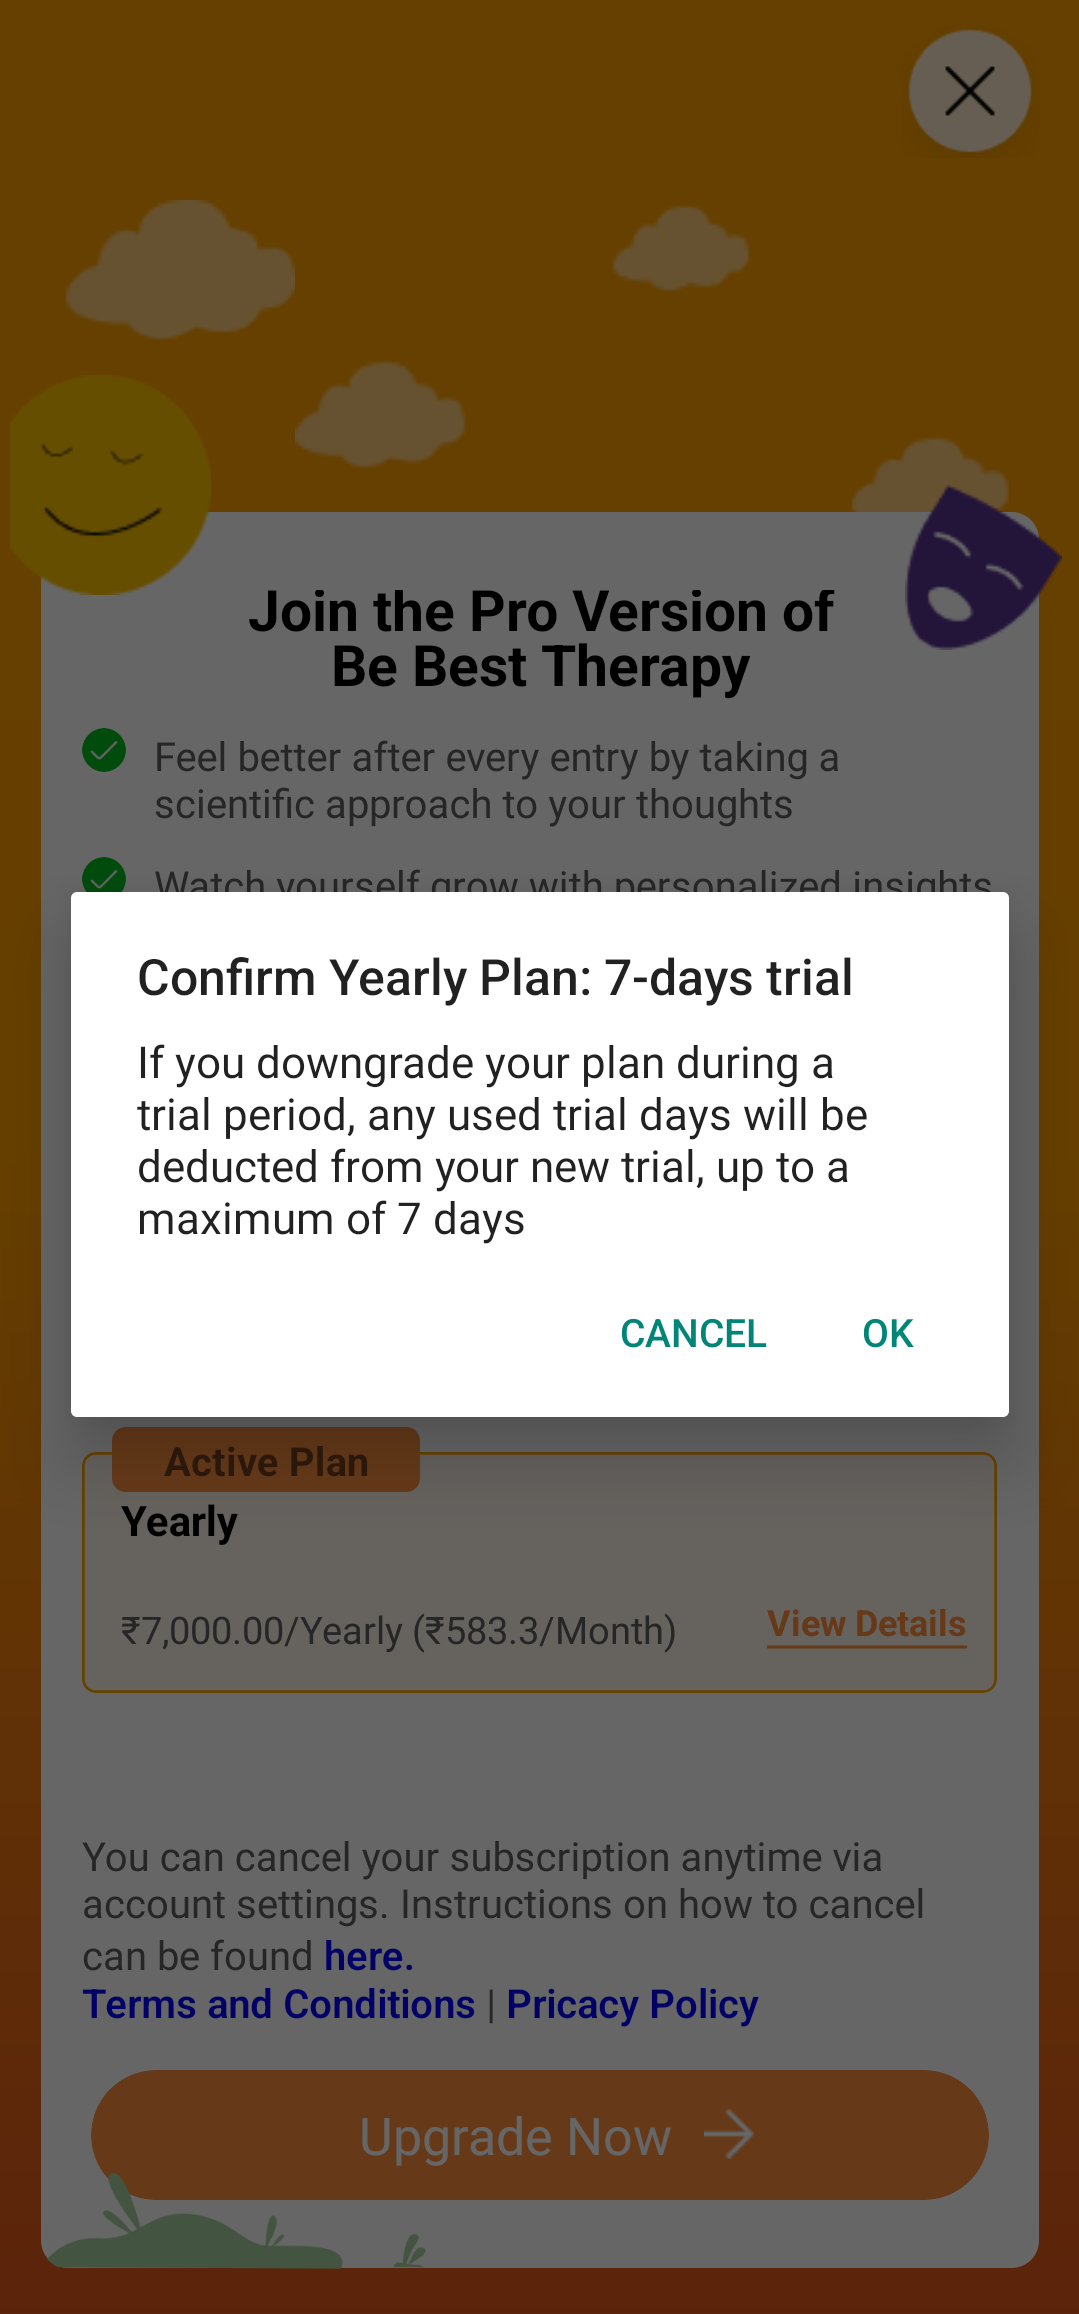 Join the Pro Version of
Be Best Therapy
Feel better after every entry by taking a
scientific approach to your thoughts
Watch yourself grow with personalized insights
Confirm Yearly Plan: 7-days trial
If you downgrade your plan during a
trial period, any used trial days will be
deducted from your new trial, up to a
maximum of 7 days
CANCEL OK
Active Plan
Yearly
₹7,000.00/Yearly (₹583.3/Month) View Details
You can cancel your subscription anytime via
account settings. Instructions on how to cancel
can be found here.
Terms and Conditions | Pricacy Policy
Upgrade Now